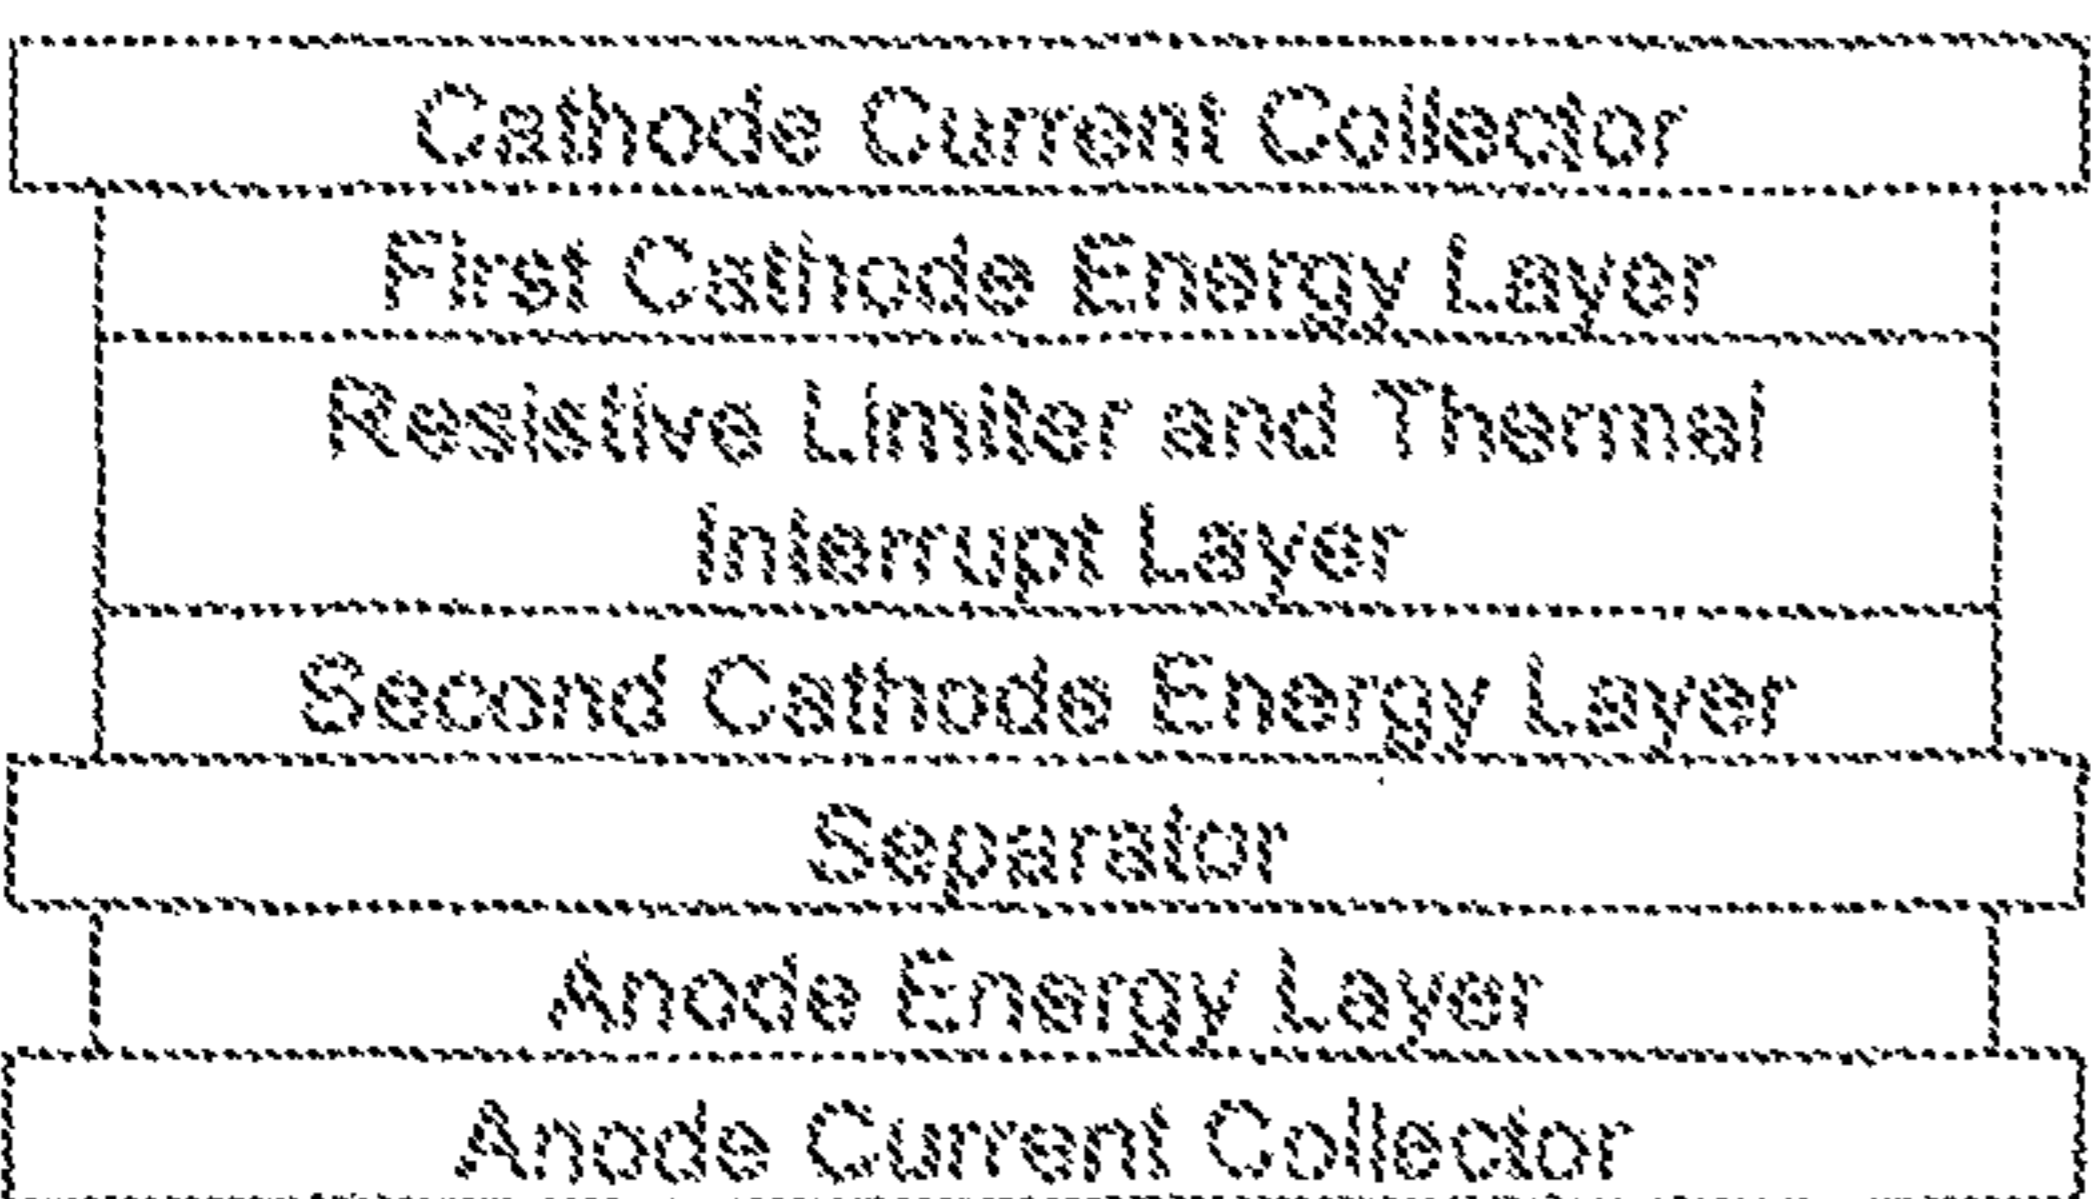 Cathode Current Collector
First Cathode Energy Layer
Resistive Limiter and Thermal
Interrupt Layer
Second Cathode Energy Layer
Separator
Anode Energy Layer
Anode Current Collector